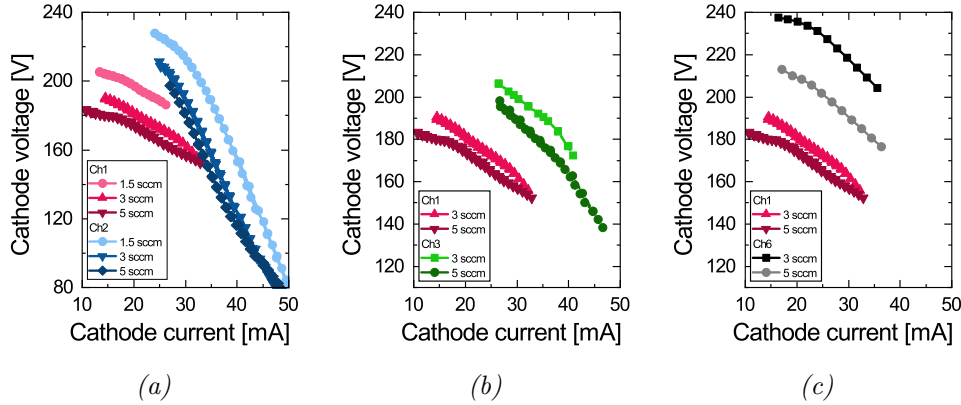 240
200
160
120
80
Cathode voltage [V]
Ch1
1.5 sccm
3 sccm
5 sccm
Ch2
1.5 sccm
3 sccm
5 sccm
10 20 30 40 50
Cathode current [mA]
(a)
240
220
200
180
160
140
120
Cathode voltage [V]
Ch1
3 sccm
5 sccm
Ch3
3 sccm
5 sccm
10 20 30 40 50
Cathode current [mA]
(b)
240
220
200
180
160
140
120
Cathode voltage [V]
Ch1
3 sccm
5 sccm
Ch6
3 sccm
5 sccm
10 20 30 40 50
Cathode current [mA]
(c)